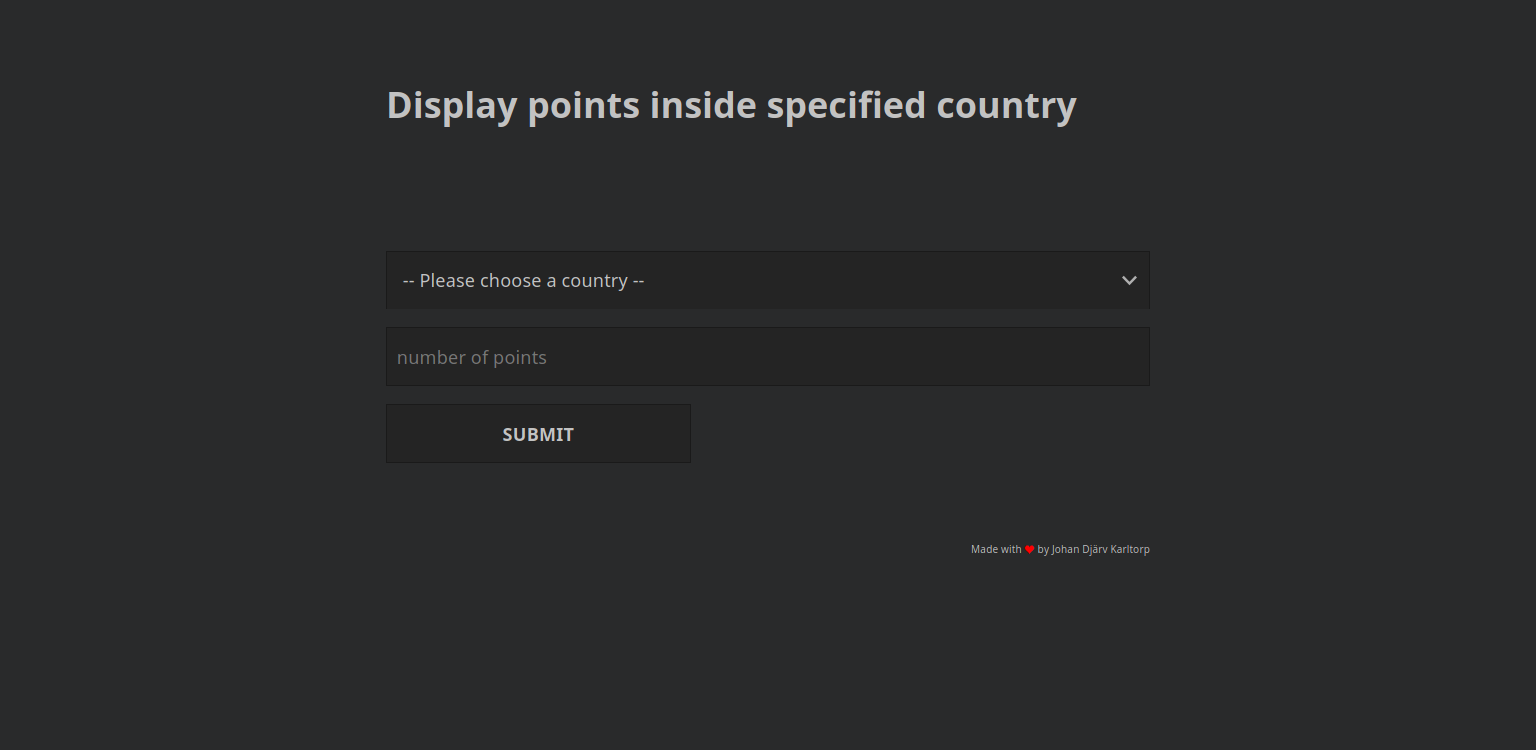 Display points inside specified country
-- Please choose a country --
number of points
SUBMIT
Made with ♥ by Johan Djärv Karltorp